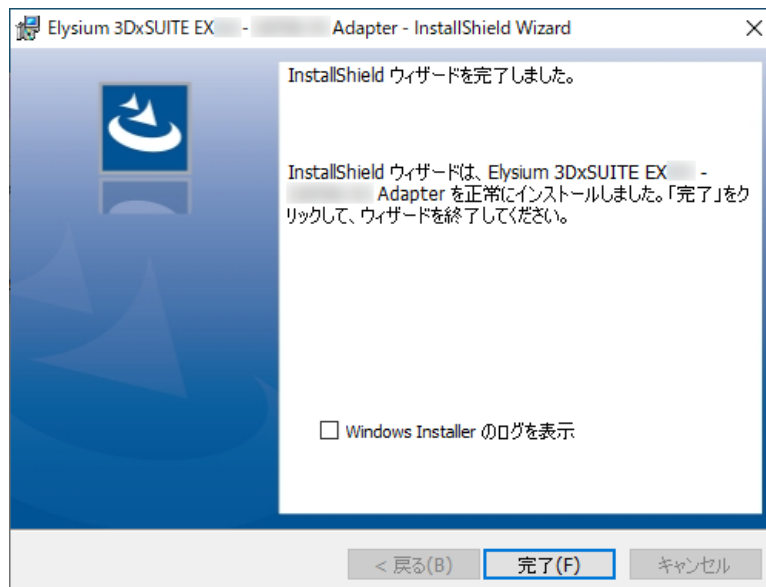 Elysium 3DxSUITE EX - Adapter - InstallShield Wizard
InstallShield ウィザードを完了しました。
InstallShield ウィザードは、Elysium 3DxSUITE EX -
Adapter を正常にインストールしました。「完了」をク
リックして、ウィザードを終了してください。
Windows Installer のログを表示
< 戻る(B) 完了(F) キャンセル